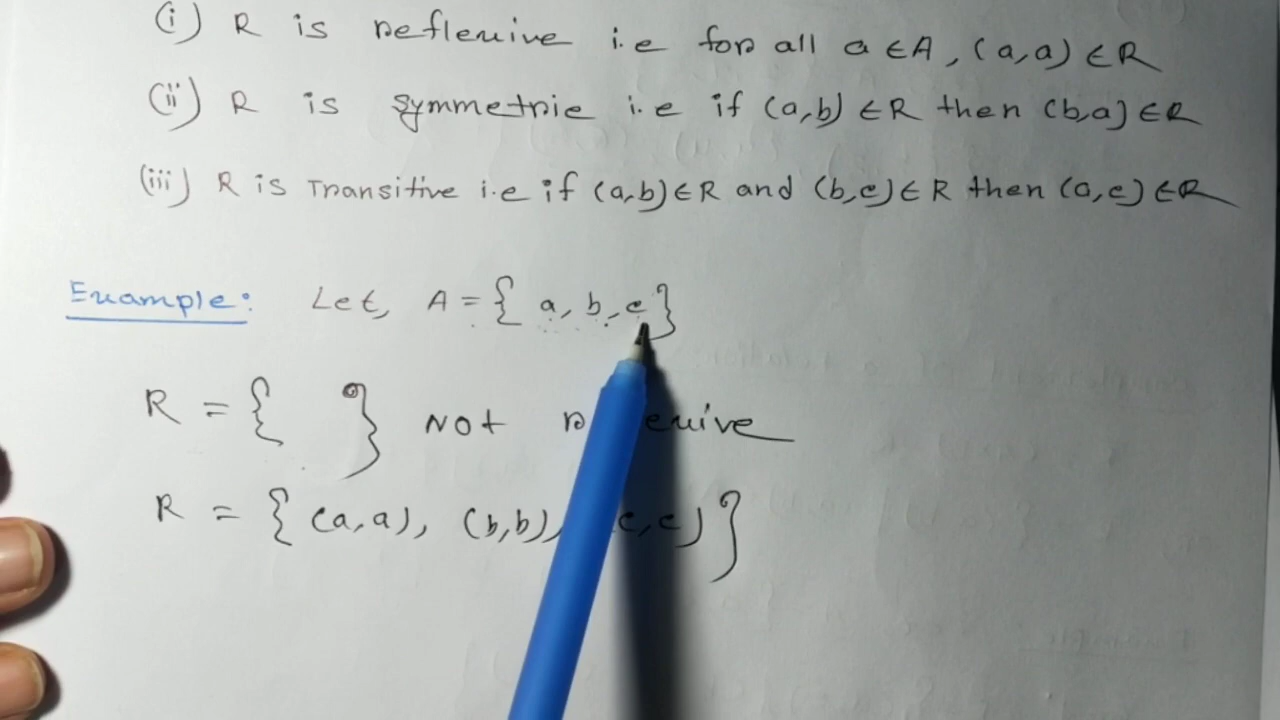 (i) R is reflexive i.e for all a ∈ A, (a,a) ∈ R
(ii) R is symmetric i.e if (a,b) ∈ R then (b,a) ∈ R
(iii) R is Transitive i.e if (a,b) ∈ R and (b,c) ∈ R then (a,c) ∈ R
Example: Let, A = { a, b, c }
R = { } Not
R = { (a,a), (b,b), c,c) }